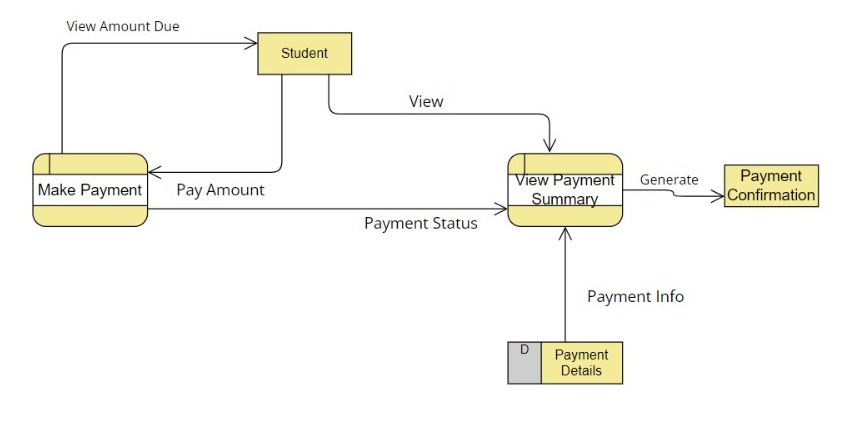 View Amount Due
Student
View
Make Payment
Pay Amount
View Payment
Summary
Generate
Payment
Confirmation
Payment Status
Payment Info
D
Payment
Details